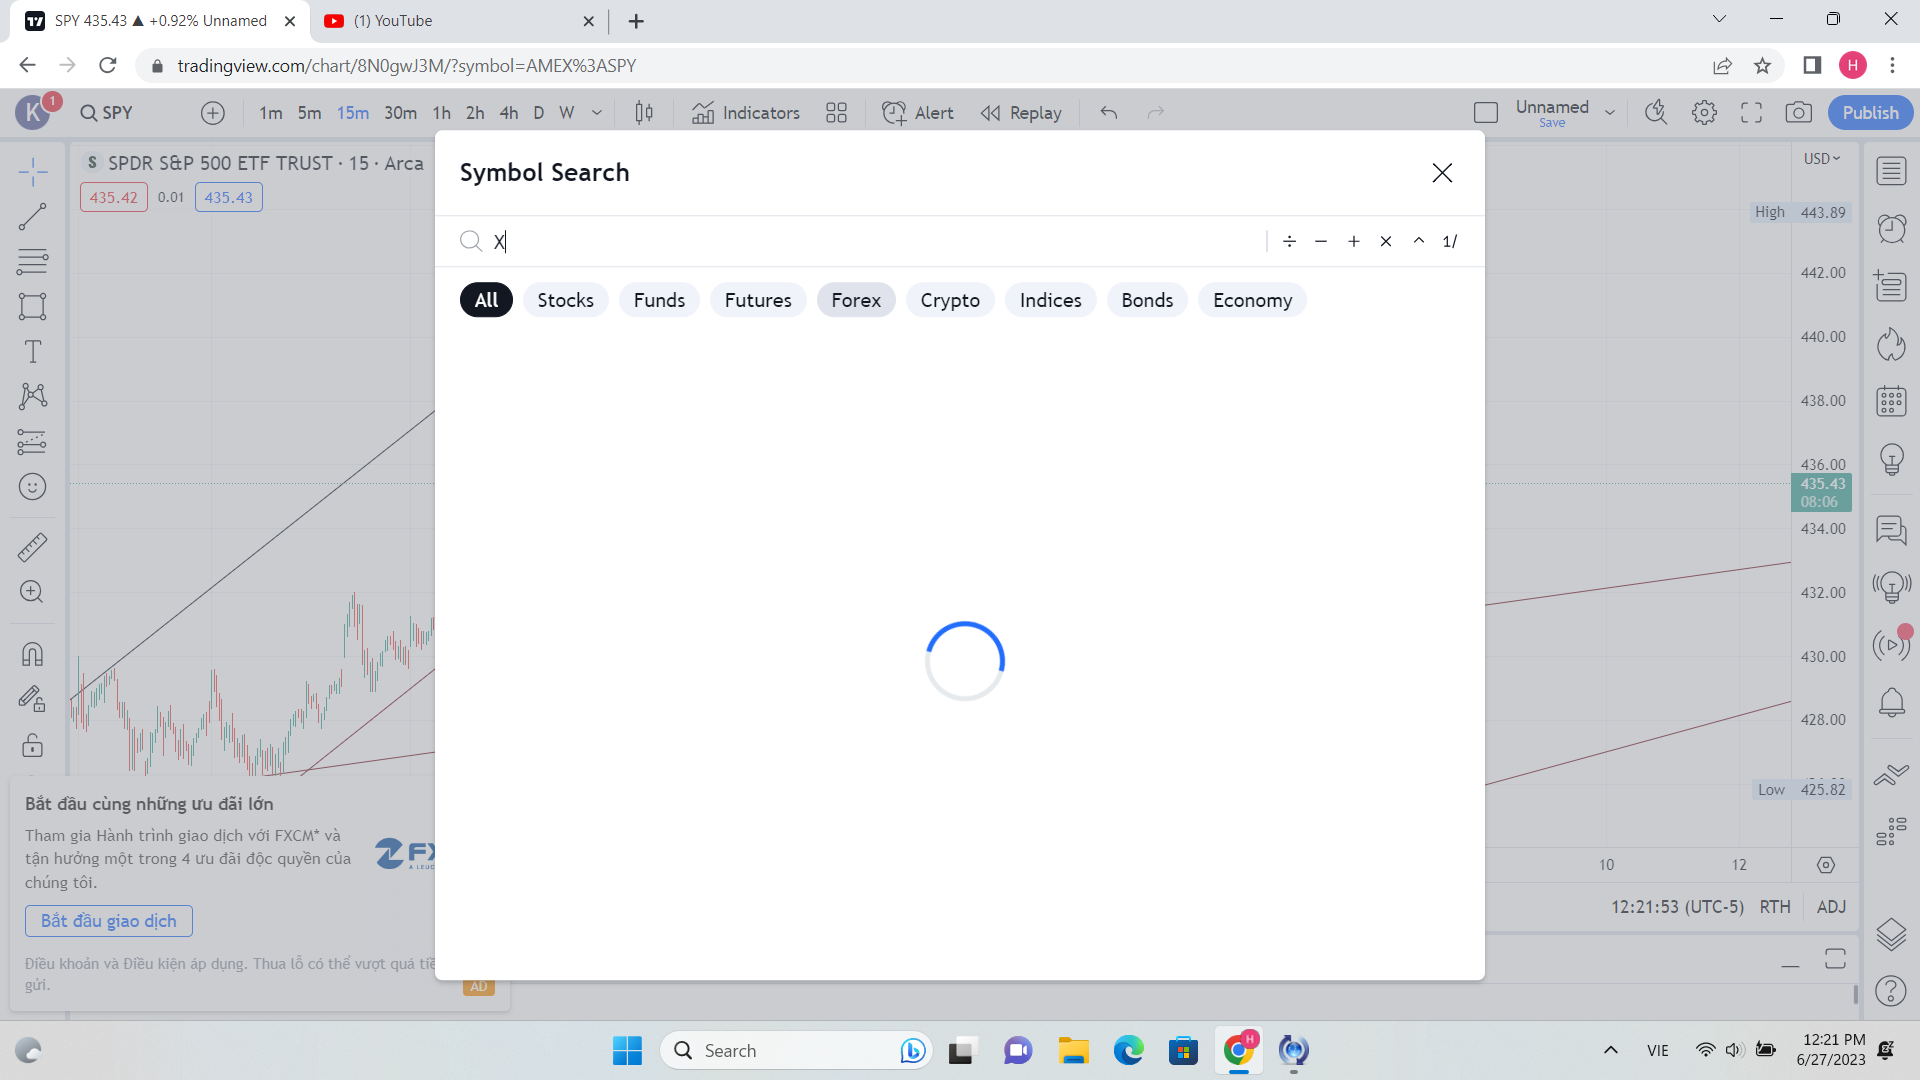 SPY 435.43 ▲ +0.92% Unnamed
(1) YouTube
tradingview.com/chart/8N0gwJ3M/?symbol=AMEX%3ASPY
H
K
1
SPY
1m 5m 15m 30m 1h 2h 4h D W
Indicators
Alert
Replay
Unnamed
Save
Publish
S SPDR S&P 500 ETF TRUST · 15 · Arca
435.42 0.01 435.43
Symbol Search
X
÷ − + × ^ 1/
All Stocks Funds Futures Forex Crypto Indices Bonds Economy
USD
High 443.89
442.00
440.00
438.00
436.00
435.43
08:06
434.00
432.00
430.00
428.00
Low 425.82
10 12
12:21:53 (UTC-5) RTH ADJ
Bắt đầu cùng những ưu đãi lớn
Tham gia Hành trình giao dịch với FXCM* và
tận hưởng một trong 4 ưu đãi độc quyền của
chúng tôi.
Bắt đầu giao dịch
Điều khoản và Điều kiện áp dụng. Thua lỗ có thể vượt quá
gửi.
AD
Search
H
VIE
12:21 PM
6/27/2023